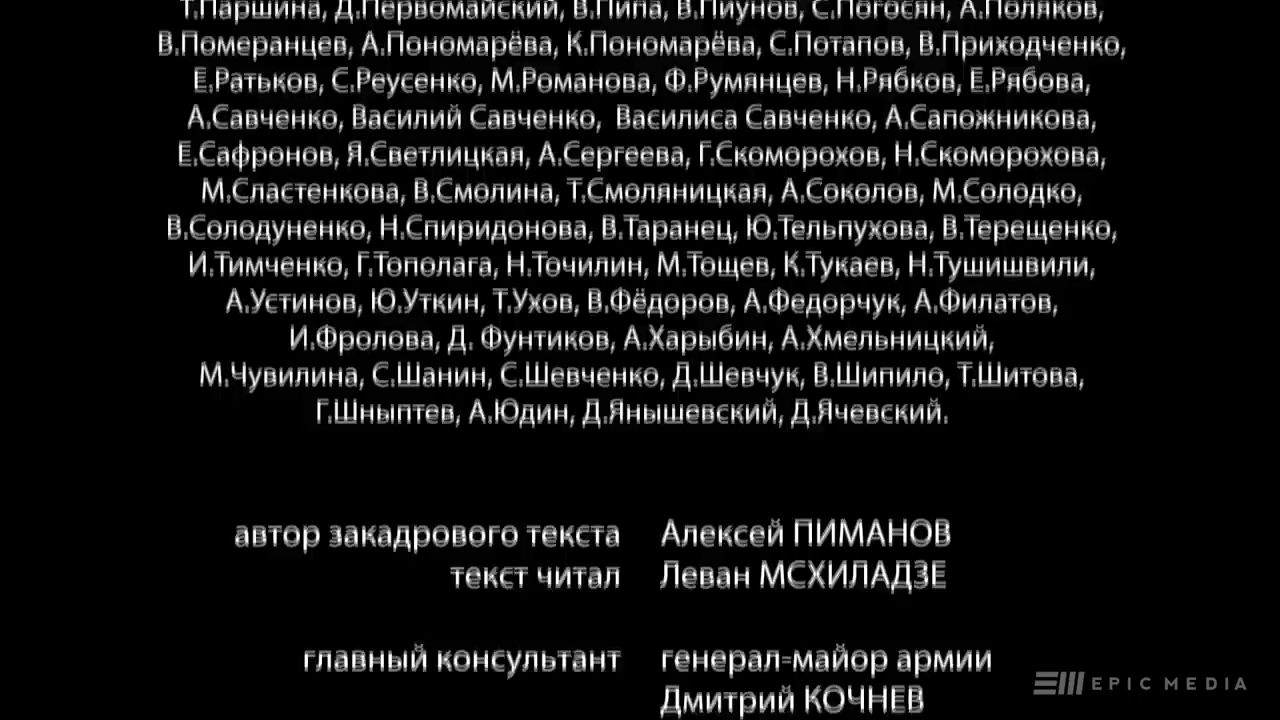 Т.Паршина, Д.Первомайский, В.Пипа, В.Пиунов, С.Погосян, А.Поляков,
В.Померанцев, А.Пономарёва, К.Пономарёва, С.Потапов, В.Приходченко,
Е.Ратьков, С.Реусенко, М.Романова, Ф.Румянцев, Н.Рябков, Е.Рябова,
А.Савченко, Василий Савченко, Василиса Савченко, А.Сапожникова,
Е.Сафронов, Я.Светлицкая, А.Сергеева, Г.Скоморохов, Н.Скоморохова,
М.Сластенкова, В.Смолина, Т.Смоляницкая, А.Соколов, М.Солодко,
В.Солодуненко, Н.Спиридонова, В.Таранец, Ю.Тельпухова, В.Терещенко,
И.Тимченко, Г.Тополага, Н.Точилин, М.Тощев, К.Тукаев, Н.Тушишвили,
А.Устинов, Ю.Уткин, Т.Ухов, В.Фёдоров, А.Федорчук, А.Филатов,
И.Фролова, Д. Фунтиков, А.Харыбин, А.Хмельницкий,
М.Чувилина, С.Шанин, С.Шевченко, Д.Шевчук, В.Шипило, Т.Шитова,
Г.Шныптев, А.Юдин, Д.Янышевский, Д.Ячевский.
автор закадрового текста Алексей ПИМАНОВ
текст читал Леван МСХИЛАДЗЕ
главный консультант генерал-майор армии
Дмитрий КОЧНЕВ
EPIC MEDIA